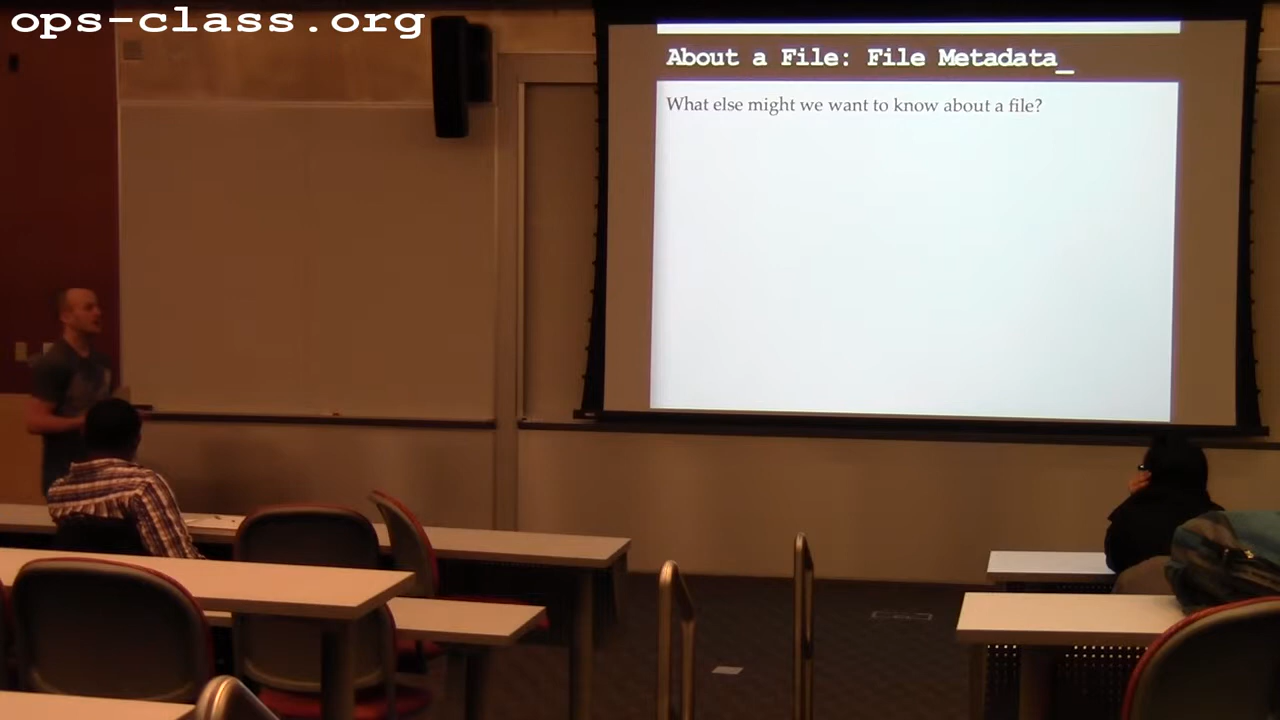 ops-class.org
About a File: File Metadata_
What else might we want to know about a file?